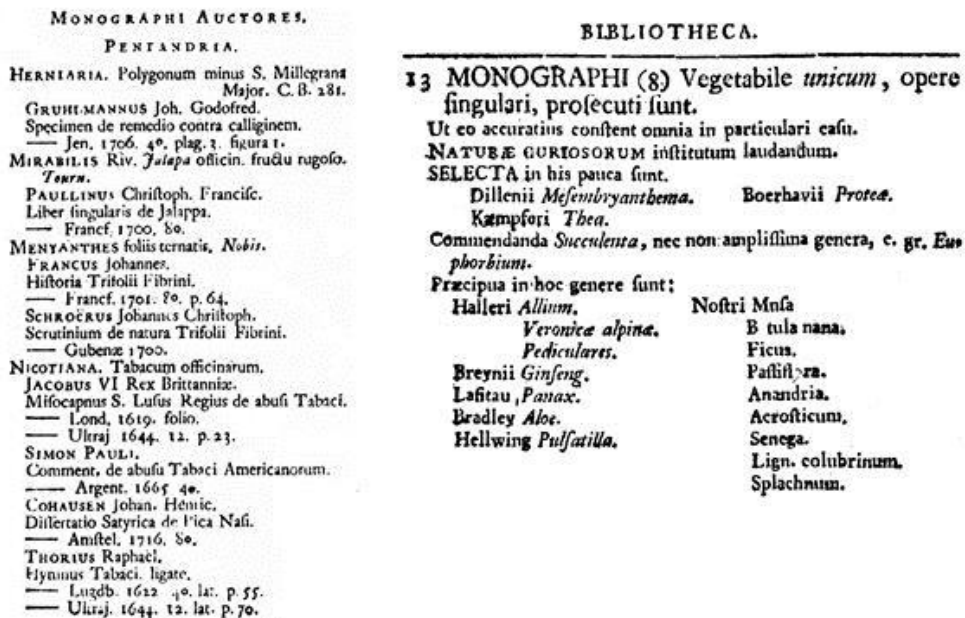 MONOGRAPHI AUCTORES.
PENTANDRIA.
HERNIARIA. Polygonum minus S. Millegrana
Major. C. B. 281.
GRUHLMANNUS Joh. Godofred.
Specimen de remedio contra calliginem.
—— Jen. 1706. 4º. plag. 3. figura 1.
MIRABILIS Riv. Jalapa officin. fructu rugoso.
Tourn.
PAULLINUS Christoph. Francisc.
Liber singularis de Jalappa.
—— Francf. 1700. 8º.
MENYANTHES foliis ternatis, Nobis.
FRANCUS Johannes.
Historia Trifolii Fibrini.
—— Francf. 1701. 8º. p. 64.
SCHROCRUS Johannes Christoph.
Scrutinium de natura Trifolii Fibrini.
—— Gubenæ 1700.
NICOTIANA. Tabacum officinarum.
JACOBUS VI Rex Brittanniæ.
Misocapnus S. Lusus Regius de abusu Tabaci.
—— Lond. 1619. folio.
—— Ultraj 1644. 12. p. 23.
SIMON PAULI.
Comment. de abusu Tabaci Americanorum.
—— Argent. 1665 4º.
COHAUSEN Johan. Henric.
Dissertatio Satyrica de Pica Nasi.
—— Amstel. 1716. 8º.
THORIUS Raphael.
Hymnus Tabaci. ligate.
—— Lugdb. 1622 4º. lat. p. 55.
—— Ultraj. 1644. 12. lat. p. 70.
BIBLIOTHECA.
13 MONOGRAPHI (8) Vegetabile unicum, opere
singulari, prosecuti sunt.
Ut eo accuratius constent omnia in particulari casu.
NATURÆ CURIOSORUM institutum laudandum.
SELECTA in his pauca sunt.
Dillenii Mesembryanthema. Boerhavii Proteæ.
Kæmpferi Thea.
Commendanda Succulenta, nec non amplissima genera, e. gr. Eu-
phorbium.
Præcipua in hoc genere sunt:
Halleri Allium. Nostri Musa
Veronicæ alpinæ. B tula nana.
Pediculares. Ficus.
Breynii Ginseng. Passiflora.
Lafitau Panax. Anandria.
Bradley Aloe. Acrosticum.
Hellwing Pulsatilla. Senega.
Lign. colubrinum.
Splachnum.